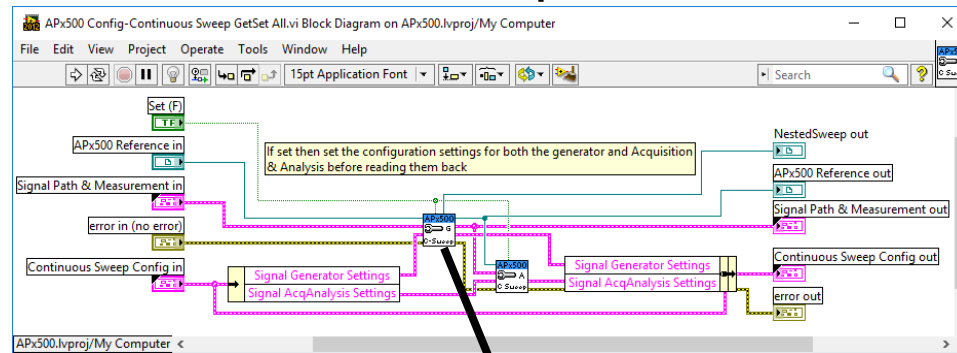 APx500 Config-Continuous Sweep GetSet All.vi Block Diagram on APx500.lvproj/My Computer
File Edit View Project Operate Tools Window Help
15pt Application Font
Search
Set (F)
TF
APx500 Reference in
Signal Path & Measurement in
error in (no error)
Continuous Sweep Config in
If set then set the configuration settings for both the generator and Acquisition
& Analysis before reading them back
APx500
G
C-Sweep
APx500
A
C Sweep
Signal Generator Settings
Signal AcqAnalysis Settings
Signal Generator Settings
Signal AcqAnalysis Settings
NestedSweep out
APx500 Reference out
Signal Path & Measurement out
Continuous Sweep Config out
error out
APx500.lvproj/My Computer